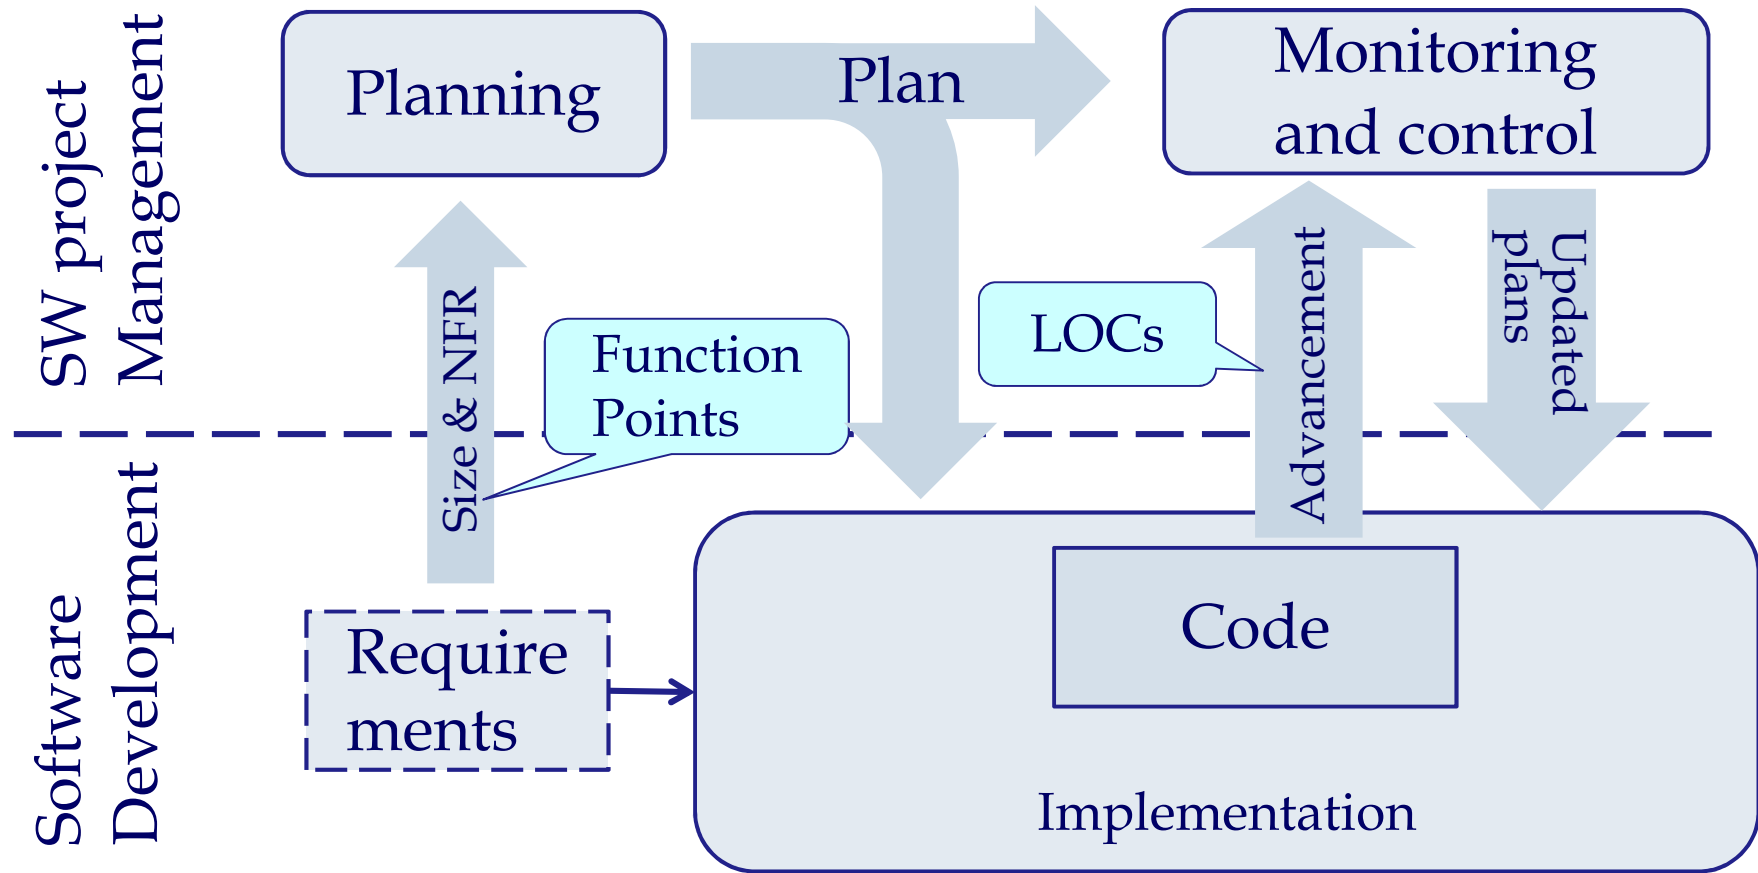 SW project
Management
Planning
Plan
Monitoring
and control
Size & NFR
Function
Points
LOCs
Advancement
Updated
plans
Software
Development
Require
ments
Code
Implementation